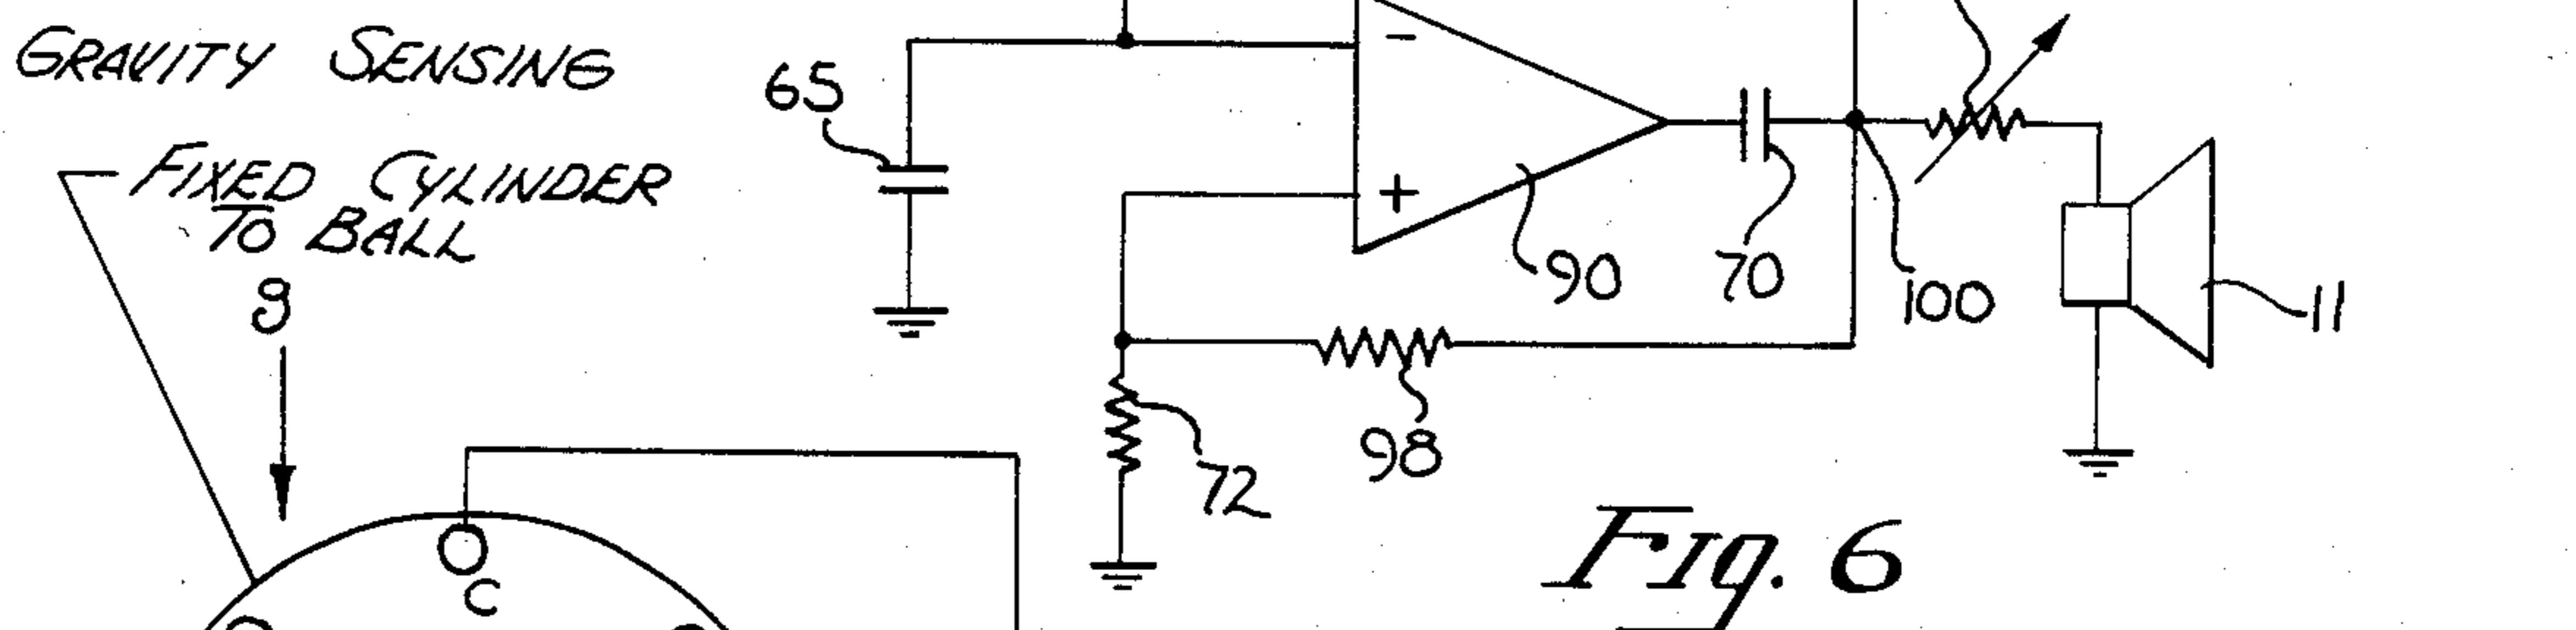 GRAVITY SENSING
FIXED CYLINDER
TO BALL
g
65
-
+
90
70
100
11
98
72
C
Fig. 6